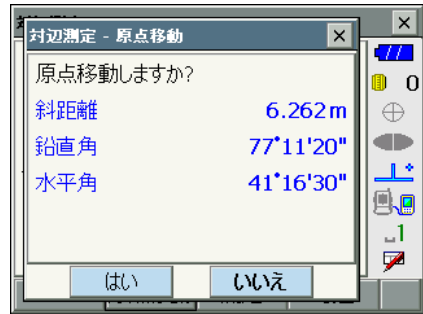 対辺測定 - 原点移動
原点移動しますか?
斜距離 6.262m
鉛直角 77°11'20"
水平角 41°16'30"
はい いいえ
0
1